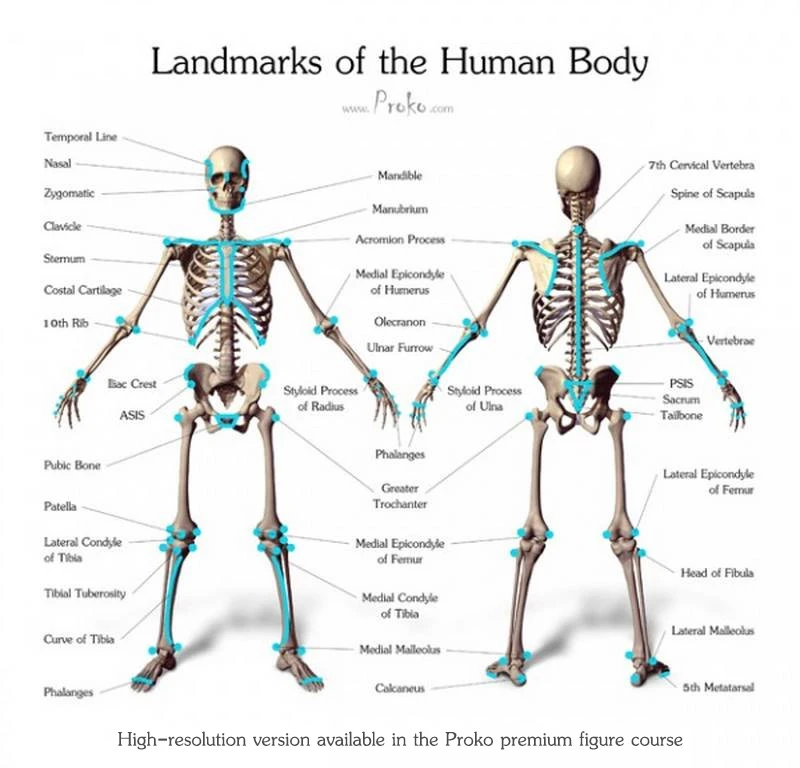 Landmarks of the Human Body
www.Proko.com
Temporal Line
Nasal
Zygomatic
Clavicle
Sternum
Costal Cartilage
10th Rib
Iliac Crest
ASIS
Pubic Bone
Patella
Lateral Condyle
of Tibia
Tibial Tuberosity
Curve of Tibia
Phalanges
Mandible
Manubrium
Acromion Process
Medial Epicondyle
of Humerus
Olecranon
Ulnar Furrow
Styloid Process
of Radius
Styloid Process
of Ulna
Phalanges
Greater
Trochanter
Medial Epicondyle
of Femur
Medial Condyle
of Tibia
Medial Malleolus
Calcaneus
7th Cervical Vertebra
Spine of Scapula
Medial Border
of Scapula
Lateral Epicondyle
of Humerus
Vertebrae
PSIS
Sacrum
Tailbone
Lateral Epicondyle
of Femur
Head of Fibula
Lateral Malleolus
5th Metatarsal
High-resolution version available in the Proko premium figure course